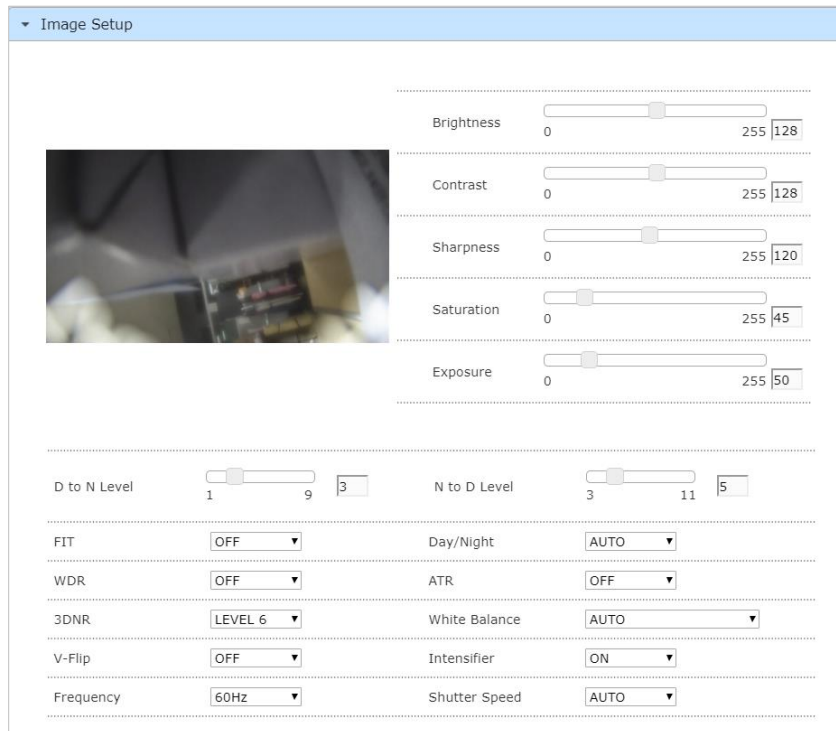 Image Setup
Brightness
0 255 128
Contrast
0 255 128
Sharpness
0 255 120
Saturation
0 255 45
Exposure
0 255 50
D to N Level 1 9 3 N to D Level 3 11 5
FIT OFF Day/Night AUTO
WDR OFF ATR OFF
3DNR LEVEL 6 White Balance AUTO
V-Flip OFF Intensifier ON
Frequency 60Hz Shutter Speed AUTO